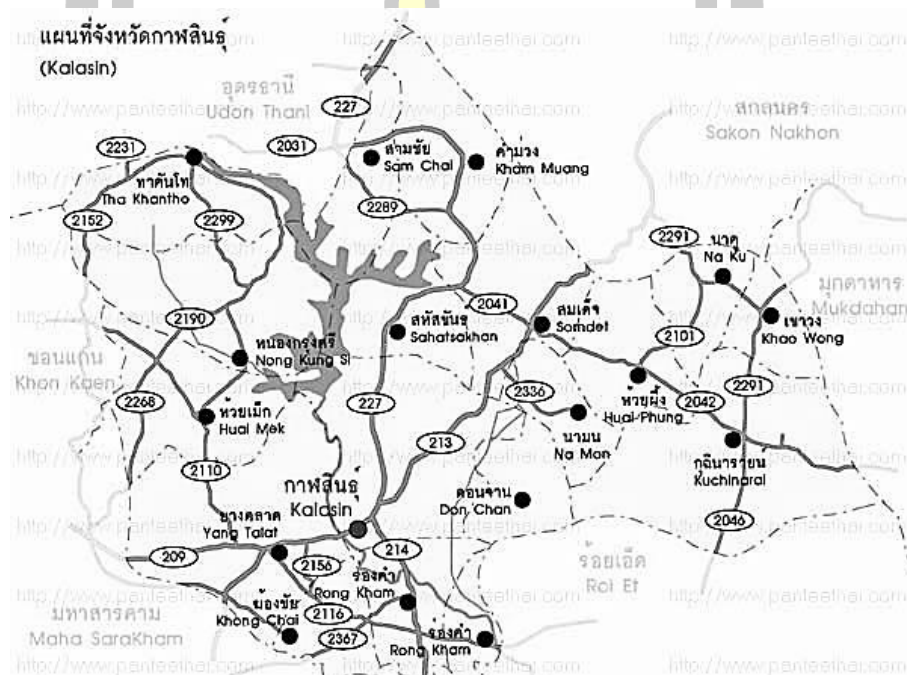 แผนที่จังหวัดกาฬสินธุ์
(Kalasin)
อุดรธานี
Udon Thani
227
สกลนคร
Sakon Nakhon
2231
2031
สามชัย
Sam Chai
คำม่วง
Kham Muang
ท่าคันโท
Tha Khantho
2152
2299
2289
2291
นาคู
Na Ku
มุกดาหาร
Mukdahan
2190
2041
สมเด็จ
Somdet
สหัสขันธ์
Sahatsakhan
2101
เขาวง
Khao Wong
หนองกุงศรี
Nong Kung Si
ขอนแก่น
Khon Kaen
2268
227
2336
ห้วยผึ้ง
Huai Phung
2042
2291
ห้วยเม็ก
Huai Mek
213
นามน
Na Mon
กุฉินารายณ์
Kuchinarai
2110
กาฬสินธุ์
Kalasin
ดอนจาน
Don Chan
ยางตลาด
Yang Talat
2046
209
2156
214
ร้อยเอ็ด
Roi Et
ร่องคำ
Rong Kham
ฆ้องชัย
Khong Chai
2116
มหาสารคาม
Maha SaraKham
2367
ร่องคำ
Rong Kham
http://www.panteethai.com